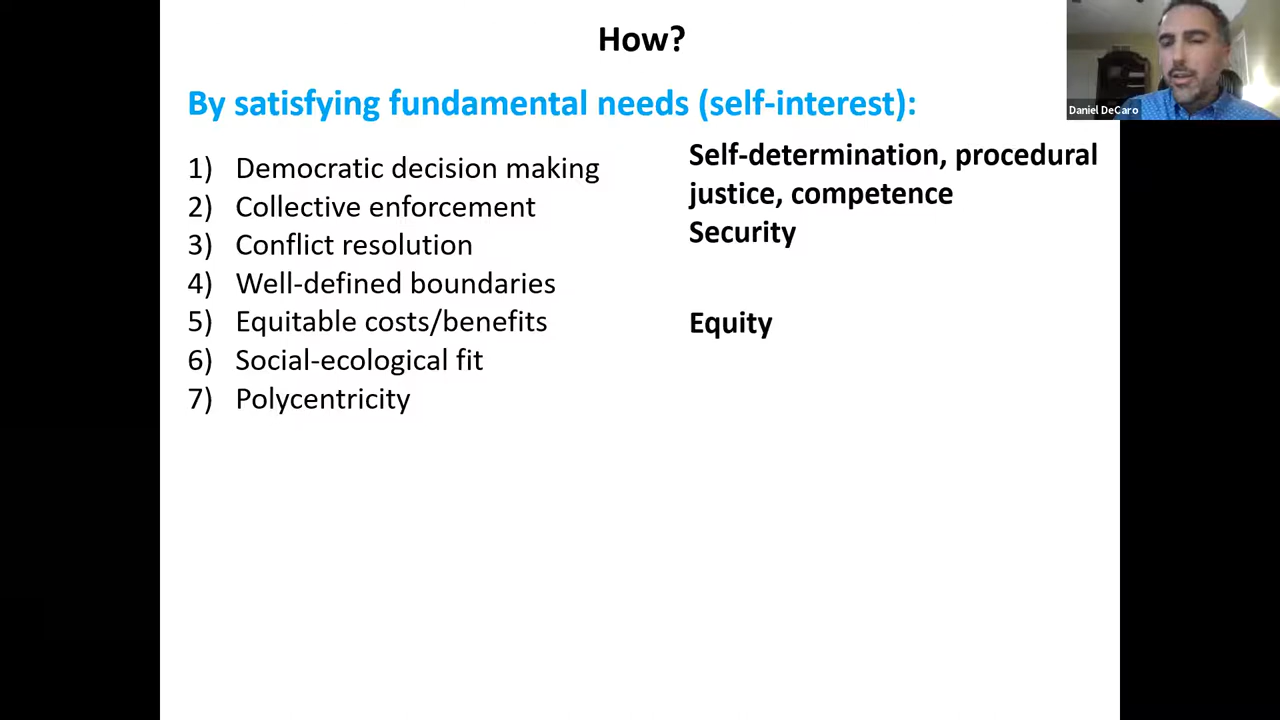 How?
By satisfying fundamental needs (self-interest):
1) Democratic decision making
2) Collective enforcement
3) Conflict resolution
4) Well-defined boundaries
5) Equitable costs/benefits
6) Social-ecological fit
7) Polycentricity
Self-determination, procedural
justice, competence
Security
Equity
Daniel DeCaro